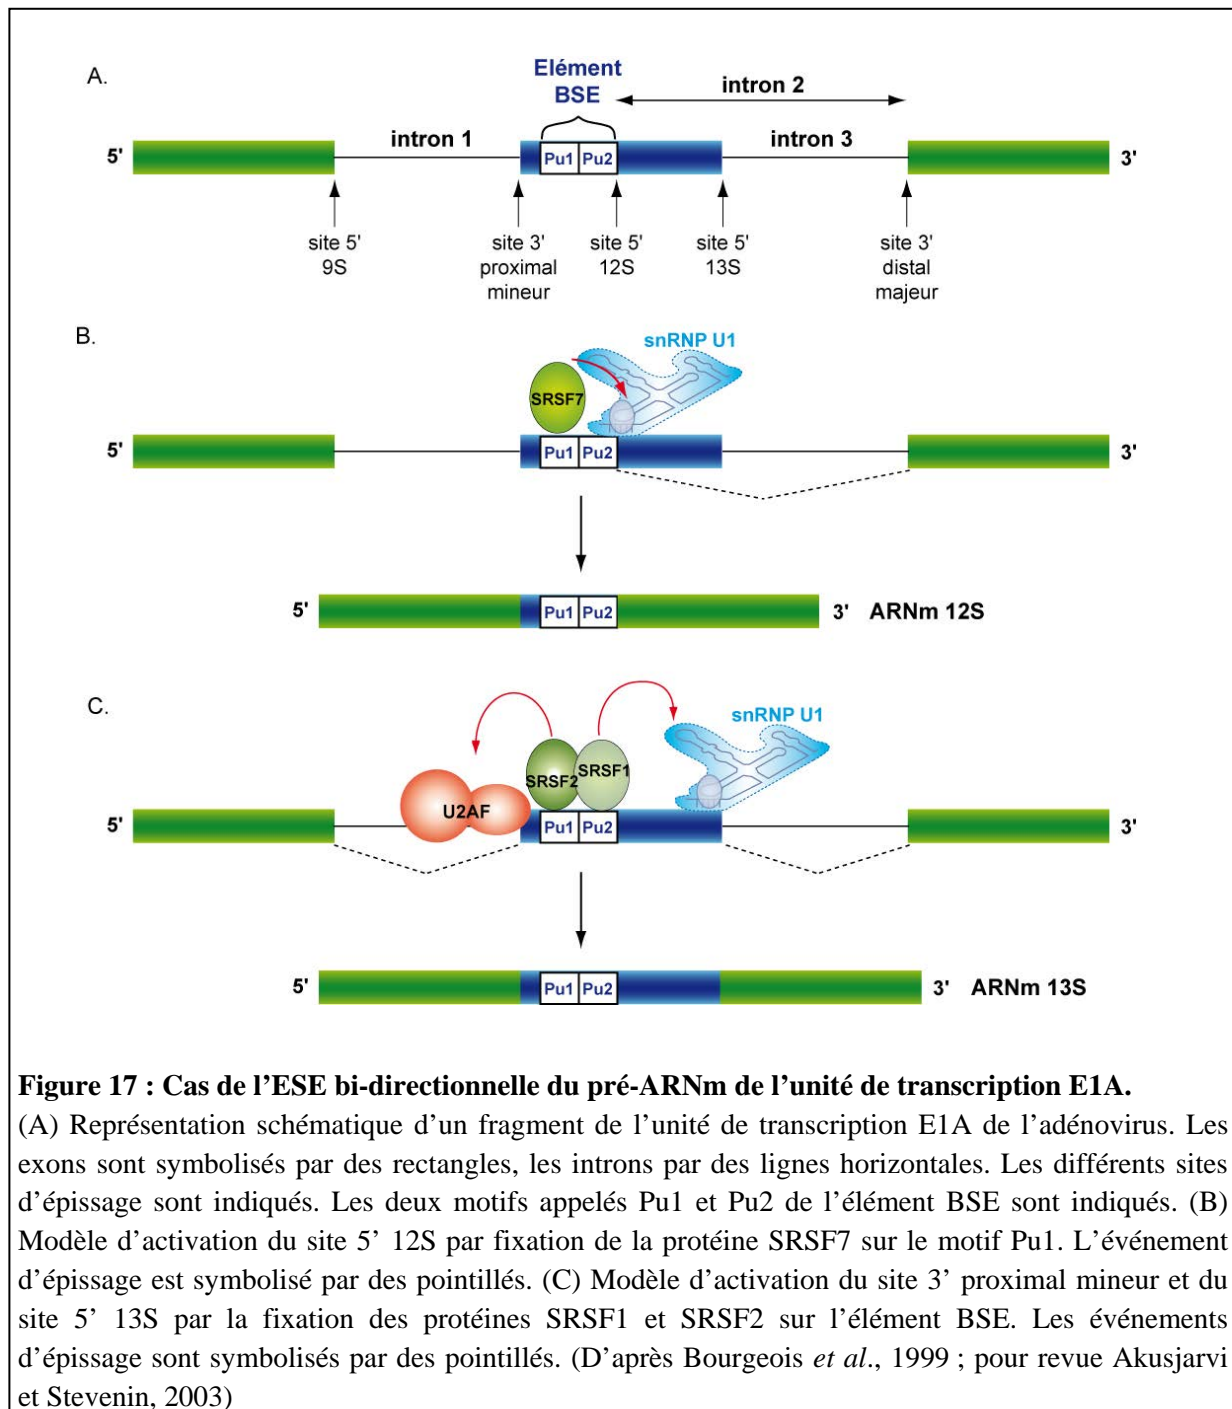 A.
Elément
BSE
intron 2
5'
intron 1
Pu1 Pu2
intron 3
3'
site 5'
9S
site 3'
proximal
mineur
site 5'
12S
site 5'
13S
site 3'
distal
majeur
B.
snRNP U1
SRSF7
5'
Pu1 Pu2
3'
5'
Pu1 Pu2
3' ARNm 12S
C.
snRNP U1
SRSF2
SRSF1
U2AF
5'
Pu1 Pu2
3'
5'
Pu1 Pu2
3' ARNm 13S
Figure 17 : Cas de l’ESE bi-directionnelle du pré-ARNm de l’unité de transcription E1A.
(A) Représentation schématique d’un fragment de l’unité de transcription E1A de l’adénovirus. Les
exons sont symbolisés par des rectangles, les introns par des lignes horizontales. Les différents sites
d’épissage sont indiqués. Les deux motifs appelés Pu1 et Pu2 de l’élément BSE sont indiqués. (B)
Modèle d’activation du site 5’ 12S par fixation de la protéine SRSF7 sur le motif Pu1. L’événement
d’épissage est symbolisé par des pointillés. (C) Modèle d’activation du site 3’ proximal mineur et du
site 5’ 13S par la fixation des protéines SRSF1 et SRSF2 sur l’élément BSE. Les événements
d’épissage sont symbolisés par des pointillés. (D’après Bourgeois et al., 1999 ; pour revue Akusjarvi
et Stevenin, 2003)